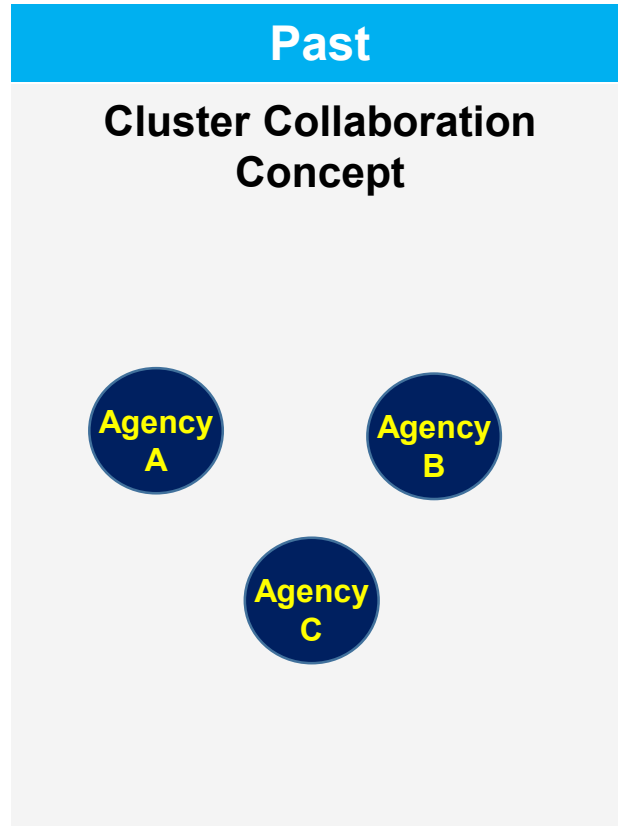 Past
Cluster Collaboration
Concept
Agency
A
Agency
B
Agency
C